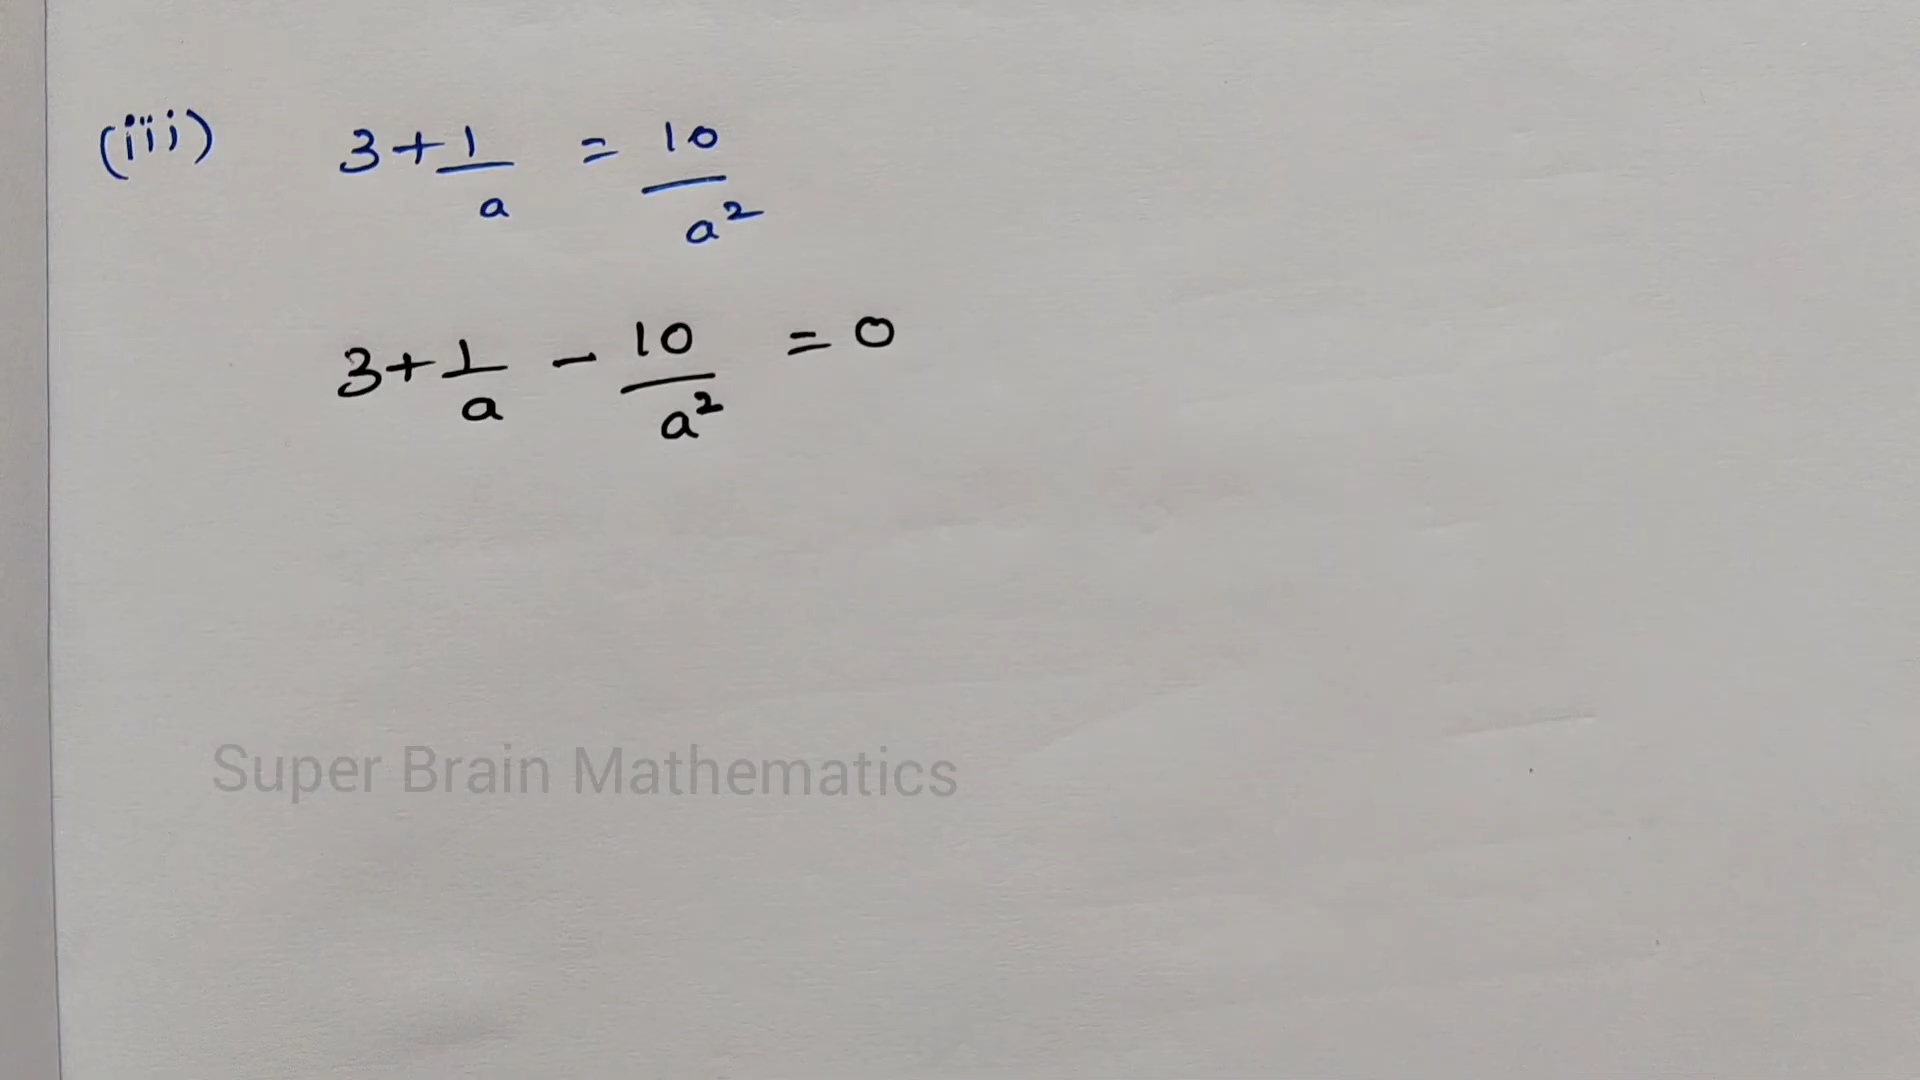 (iii) 3 + 1/a = 10/a²
3 + 1/a - 10/a² = 0
Super Brain Mathematics